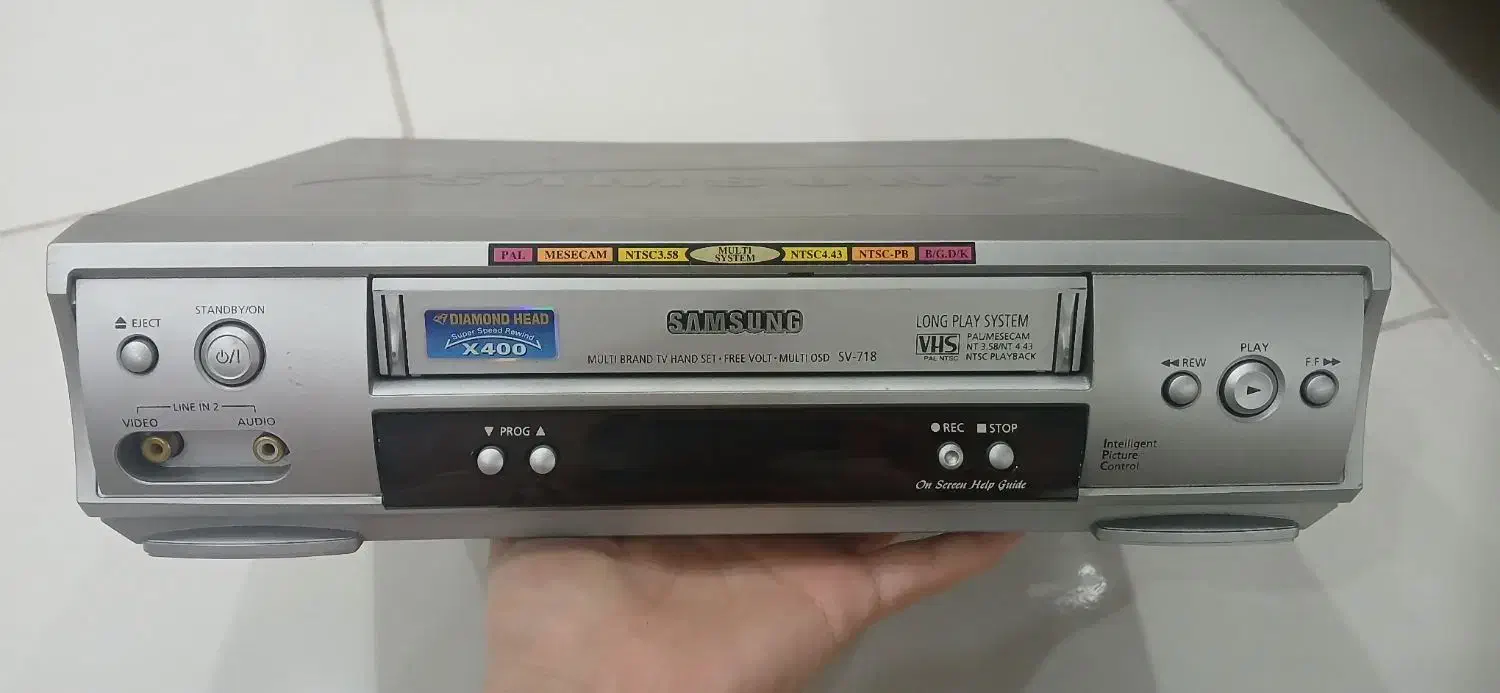 SAMSUNG
PAL MESECAM NTSC3.58 MULTI SYSTEM NTSC4.43 NTSC-PB B/G.D/K
EJECT
STANDBY/ON
LINE IN 2
VIDEO AUDIO
DIAMOND HEAD
Super Speed Rewind
X400
SAMSUNG
MULTI BRAND TV HAND SET • FREE VOLT • MULTI OSD SV-718
LONG PLAY SYSTEM
VHS
PAL NTSC
PAL/MESECAM
NT 3.58/NT 4.43
NTSC PLAYBACK
PROG
REC STOP
On Screen Help Guide
REW PLAY F.F
Intelligent
Picture
Control